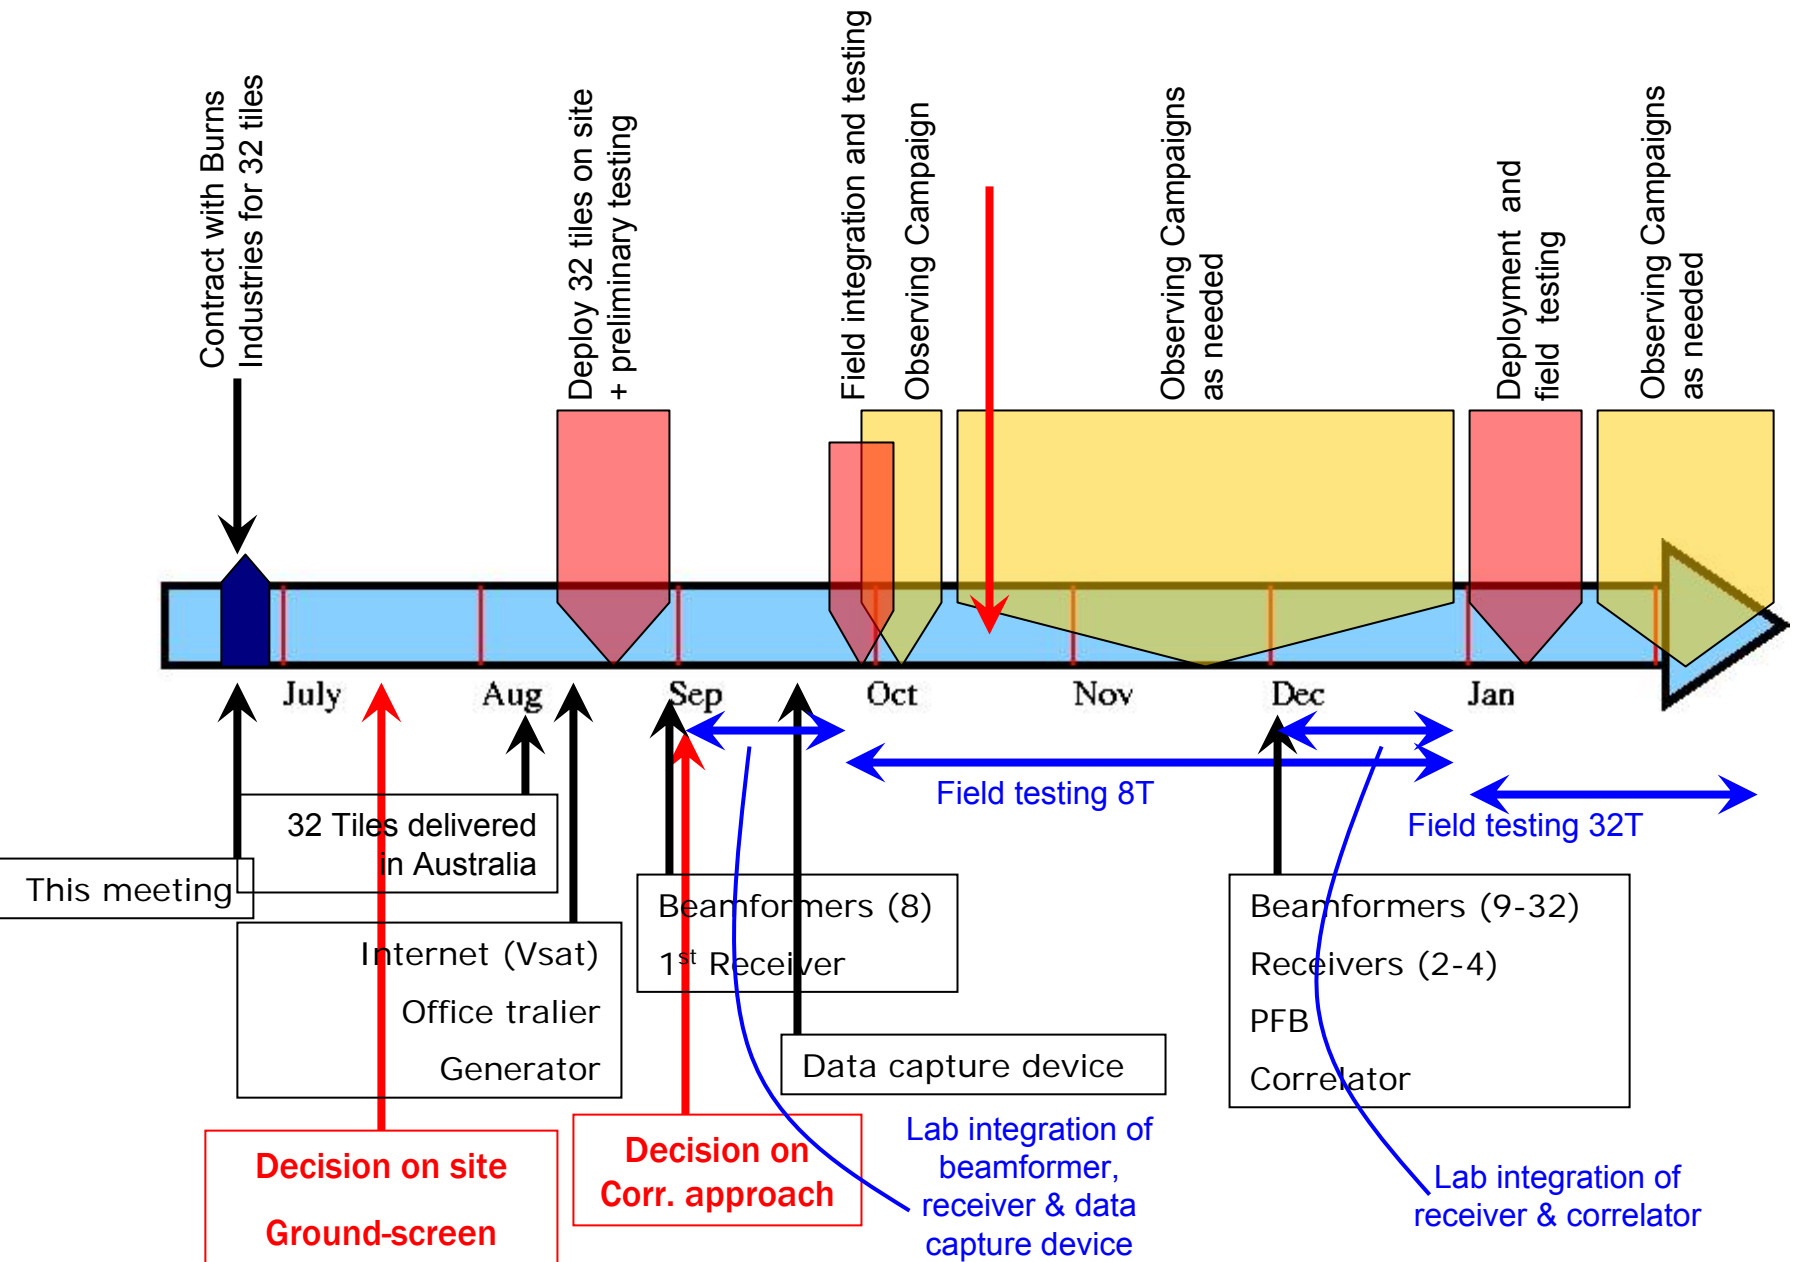 Contract with Burns
Industries for 32 tiles
Deploy 32 tiles on site
+ preliminary testing
Field integration and testing
Observing Campaign
Observing Campaigns
as needed
Deployment and
field testing
Observing Campaigns
as needed
July
Aug
Sep
Oct
Nov
Dec
Jan
Field testing 8T
Field testing 32T
32 Tiles delivered
in Australia
This meeting
Internet (Vsat)
Office tralier
Generator
Beamformers (8)
1st Receiver
Data capture device
Beamformers (9-32)
Receivers (2-4)
PFB
Correlator
Decision on site
Ground-screen
Decision on
Corr. approach
Lab integration of
beamformer,
receiver & data
capture device
Lab integration of
receiver & correlator